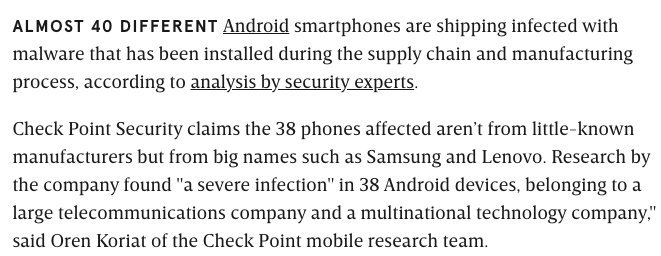 ALMOST 40 DIFFERENT Android smartphones are shipping infected with
malware that has been installed during the supply chain and manufacturing
process, according to analysis by security experts.
Check Point Security claims the 38 phones affected aren't from little-known
manufacturers but from big names such as Samsung and Lenovo. Research by
the company found "a severe infection" in 38 Android devices, belonging to a
large telecommunications company and a multinational technology company,"
said Oren Koriat of the Check Point mobile research team.